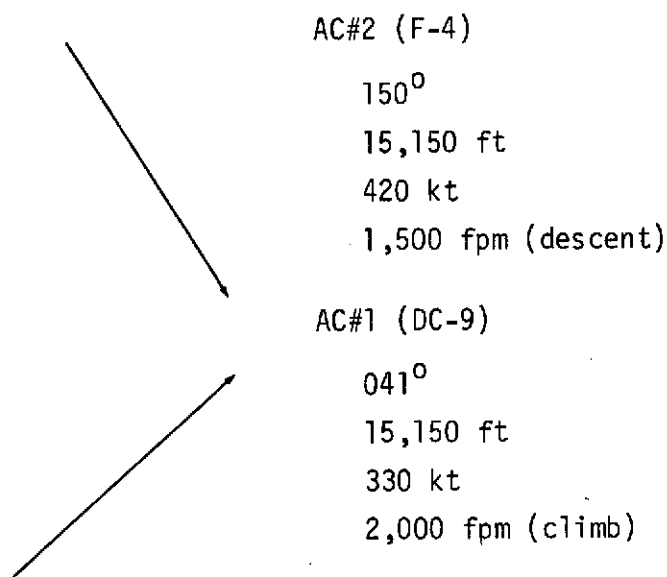 AC#2 (F-4)
150°
15,150 ft
420 kt
1,500 fpm (descent)
AC#1 (DC-9)
041°
15,150 ft
330 kt
2,000 fpm (climb)